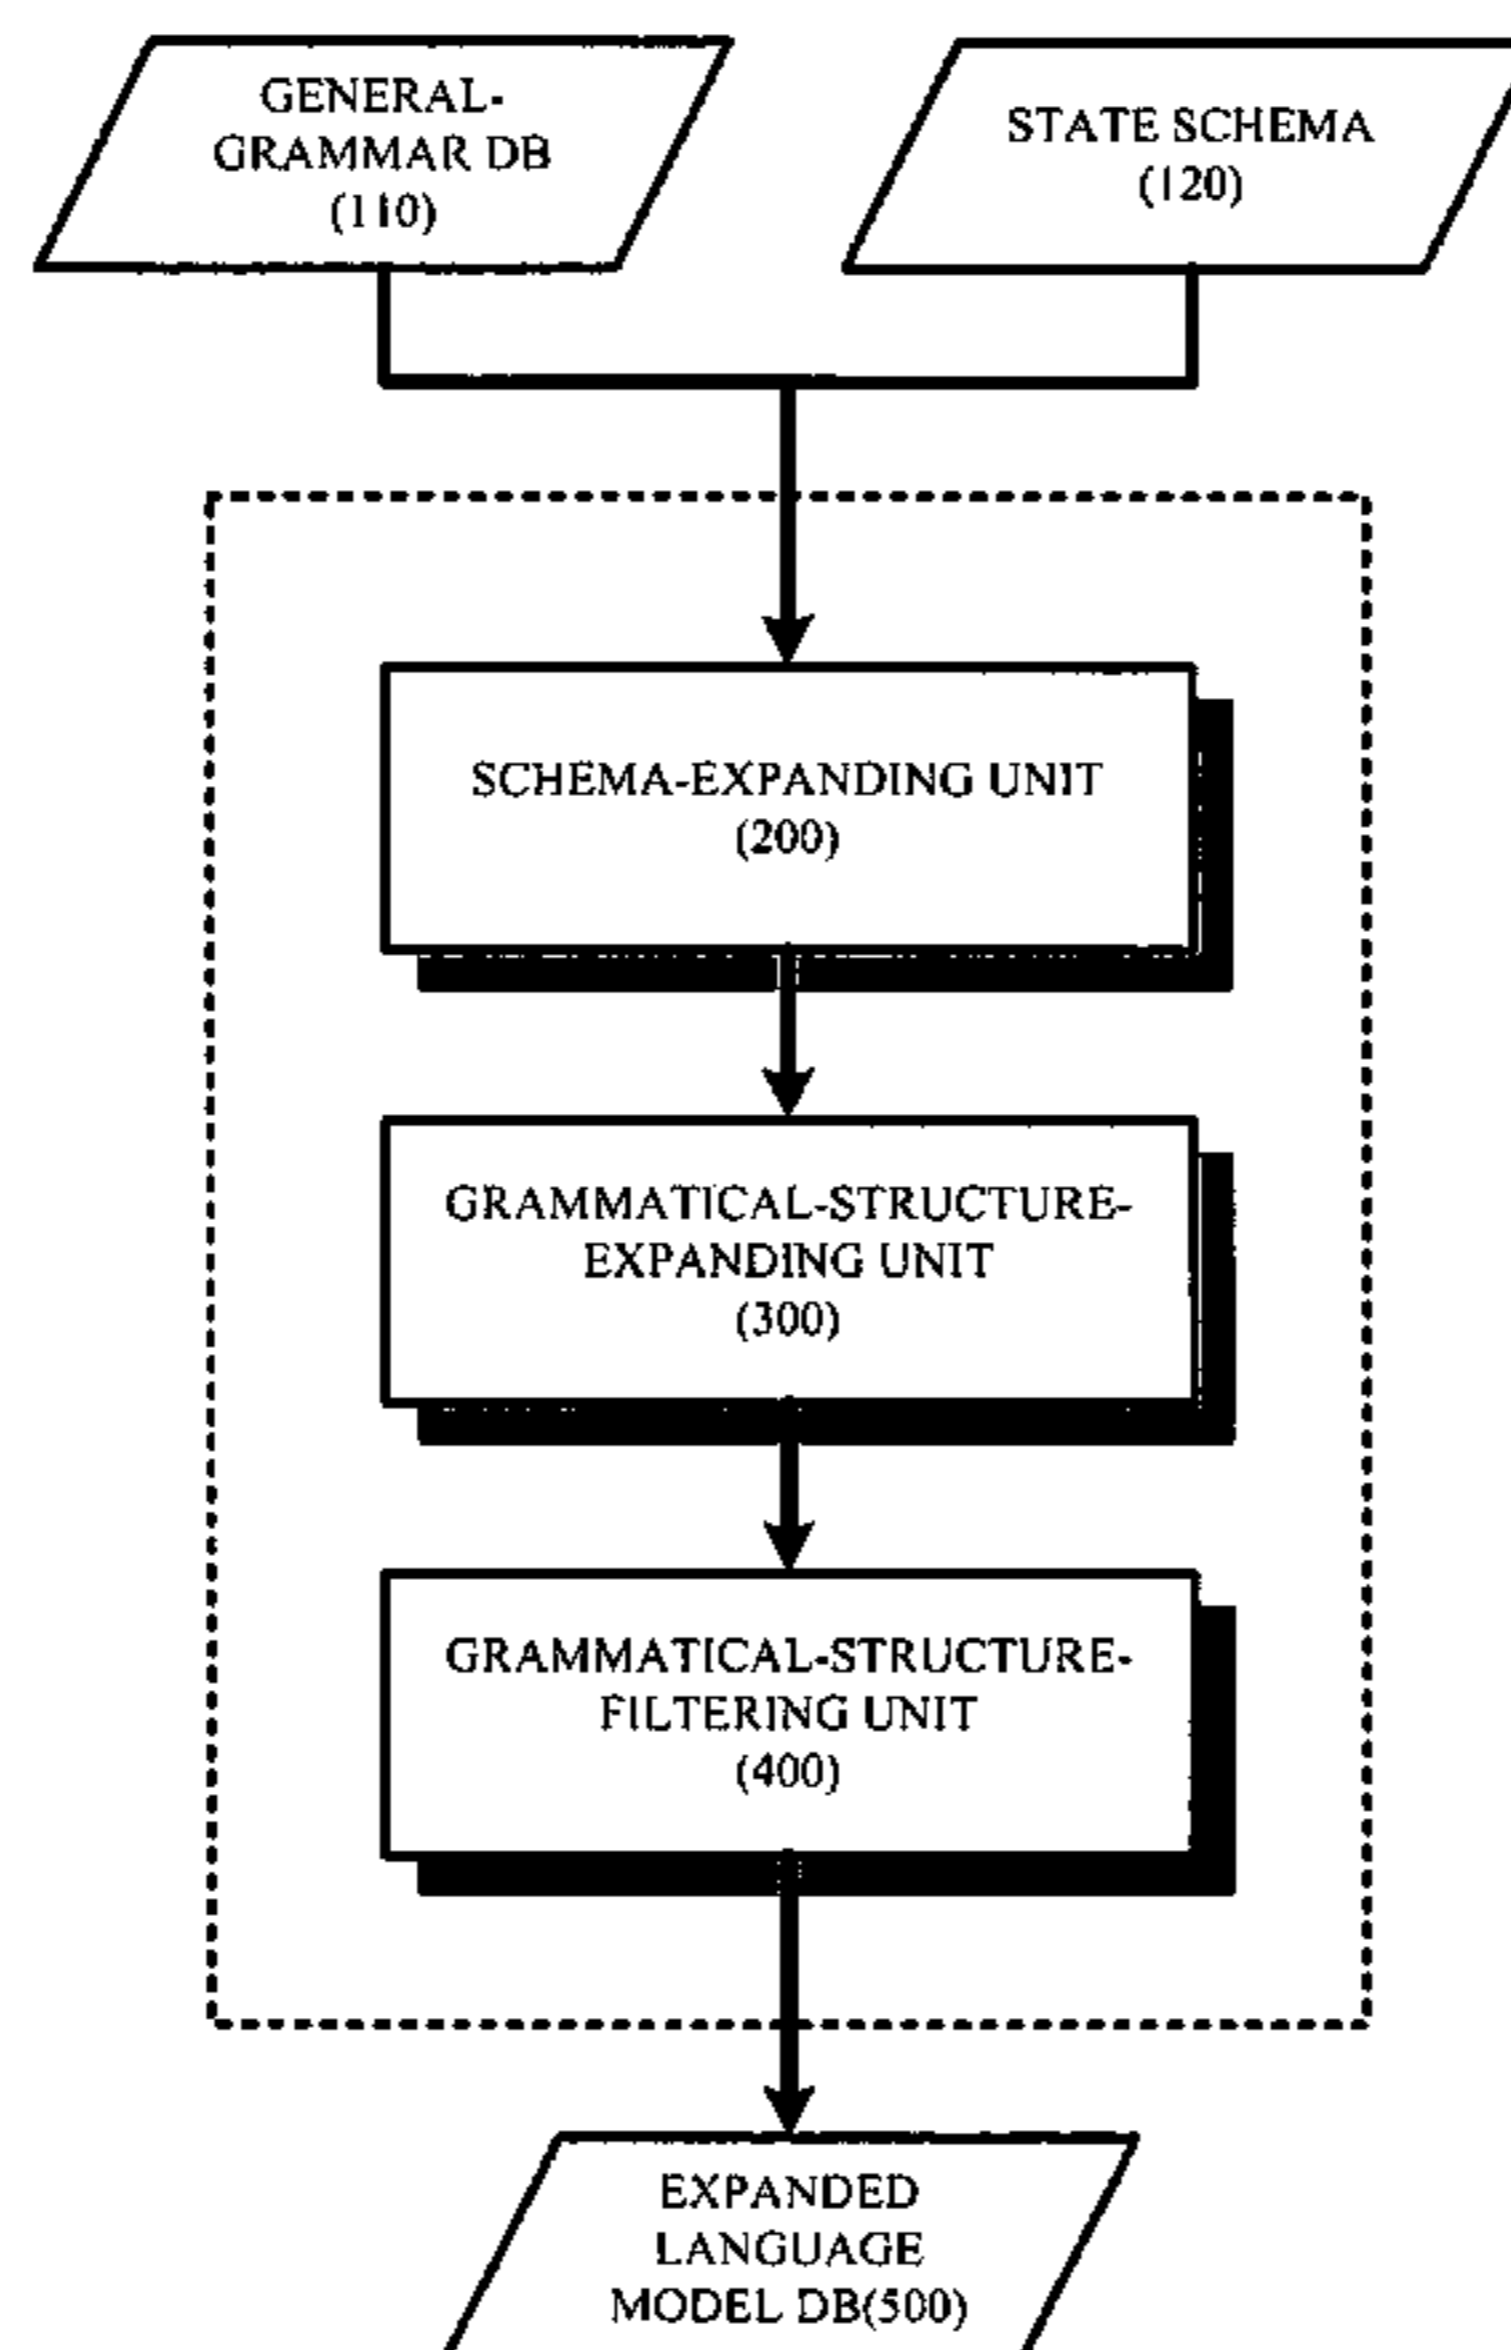 GENERAL-
GRAMMAR DB
(110)
STATE SCHEMA
(120)
SCHEMA-EXPANDING UNIT
(200)
GRAMMATICAL-STRUCTURE-
EXPANDING UNIT
(300)
GRAMMATICAL-STRUCTURE-
FILTERING UNIT
(400)
EXPANDED
LANGUAGE
MODEL DB(500)